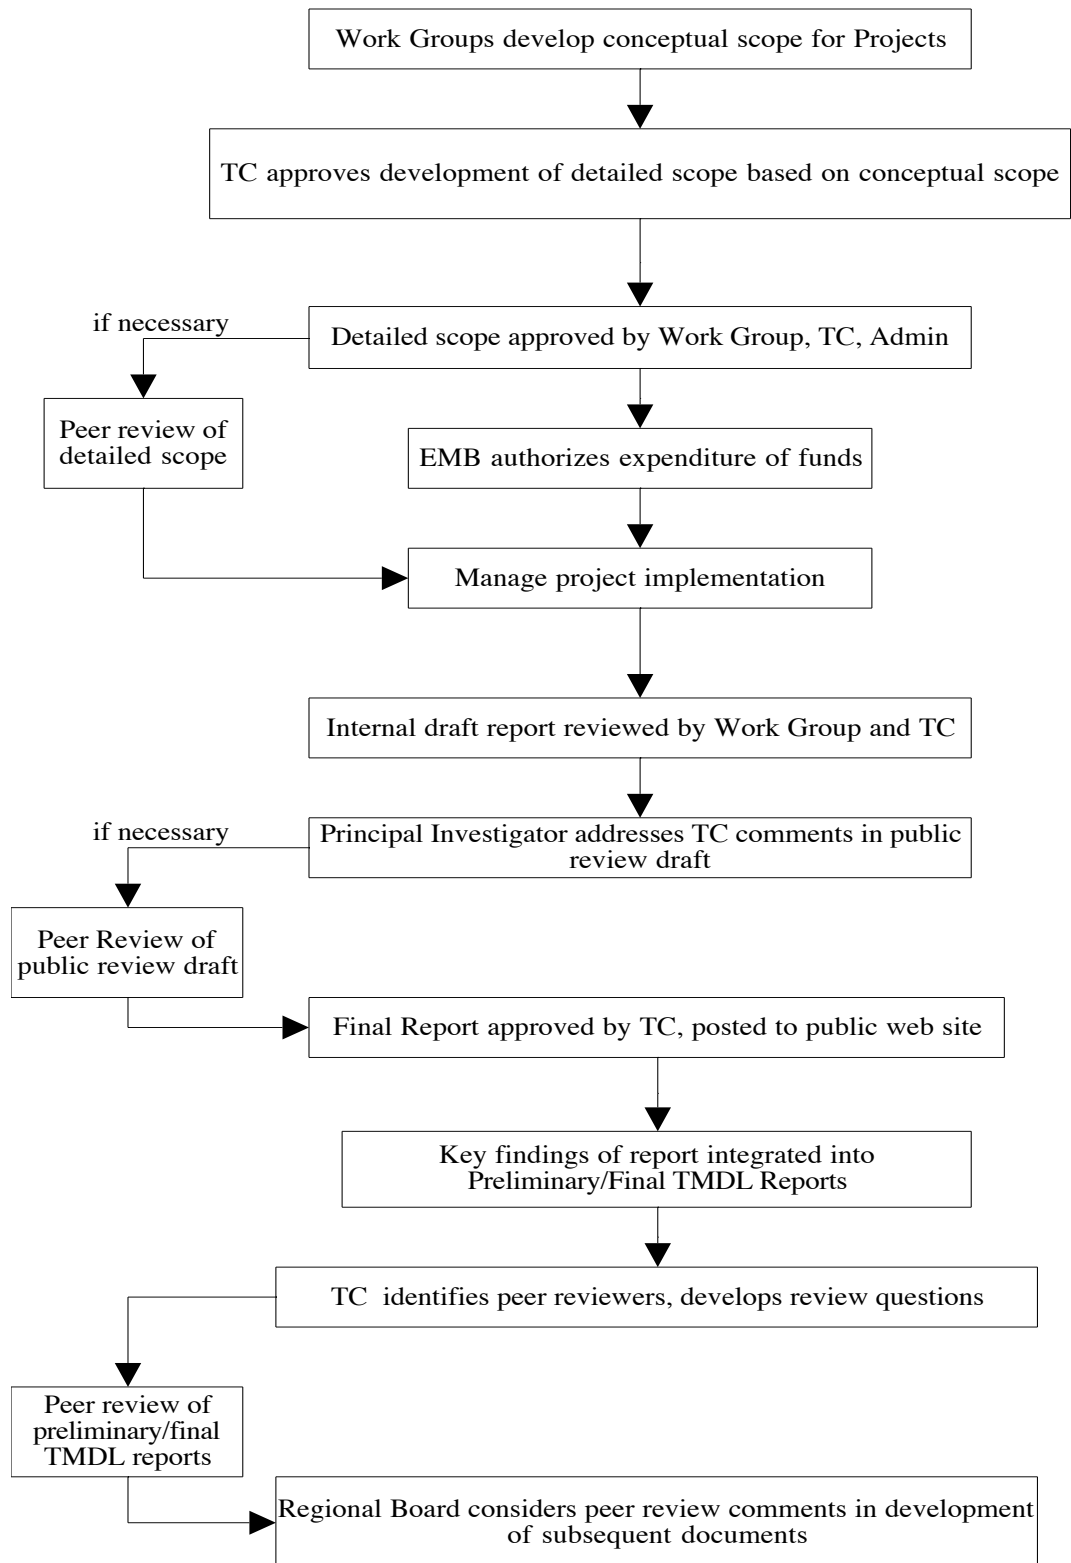 Work Groups develop conceptual scope for Projects
TC approves development of detailed scope based on conceptual scope
if necessary
Detailed scope approved by Work Group, TC, Admin
Peer review of
detailed scope
EMB authorizes expenditure of funds
Manage project implementation
Internal draft report reviewed by Work Group and TC
if necessary
Principal Investigator addresses TC comments in public
review draft
Peer Review of
public review draft
Final Report approved by TC, posted to public web site
Key findings of report integrated into
Preliminary/Final TMDL Reports
TC identifies peer reviewers, develops review questions
Peer review of
preliminary/final
TMDL reports
Regional Board considers peer review comments in development
of subsequent documents